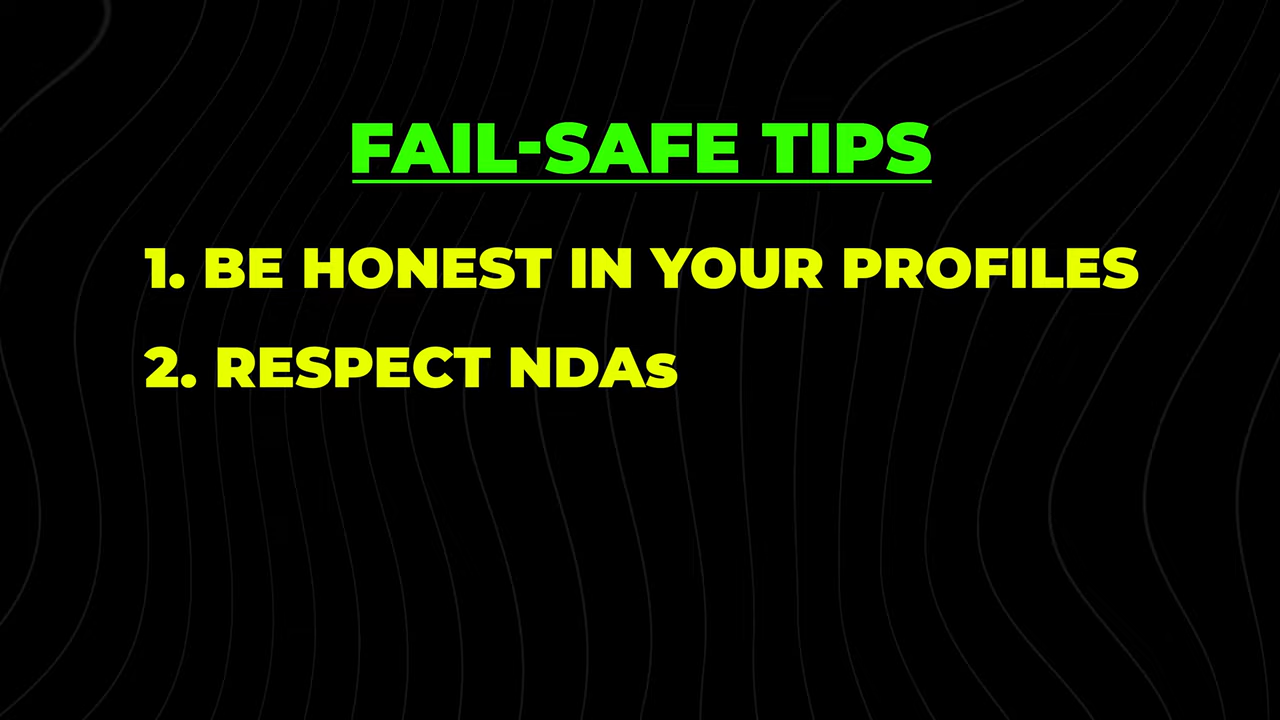 FAIL-SAFE TIPS
1. BE HONEST IN YOUR PROFILES
2. RESPECT NDAs